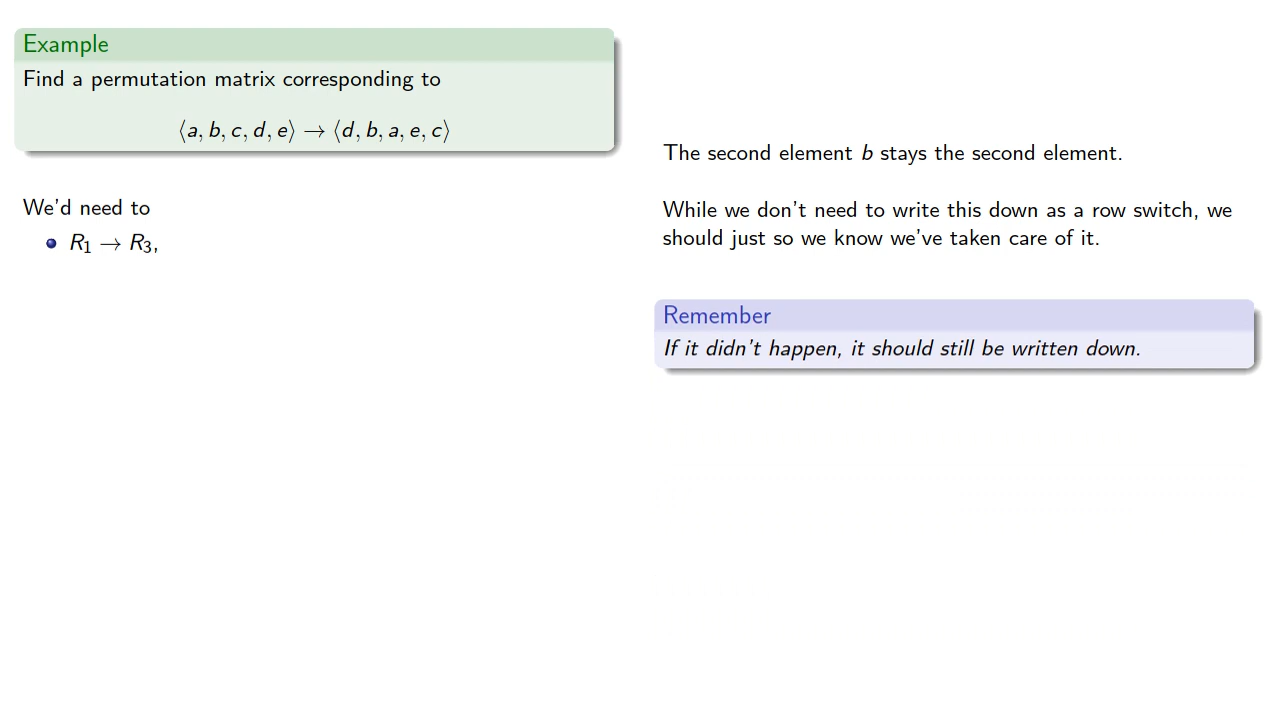 Example
Find a permutation matrix corresponding to
⟨a, b, c, d, e⟩ → ⟨d, b, a, e, c⟩
We'd need to
R₁ → R₃,
The second element b stays the second element.
While we don't need to write this down as a row switch, we
should just so we know we've taken care of it.
Remember
If it didn't happen, it should still be written down.